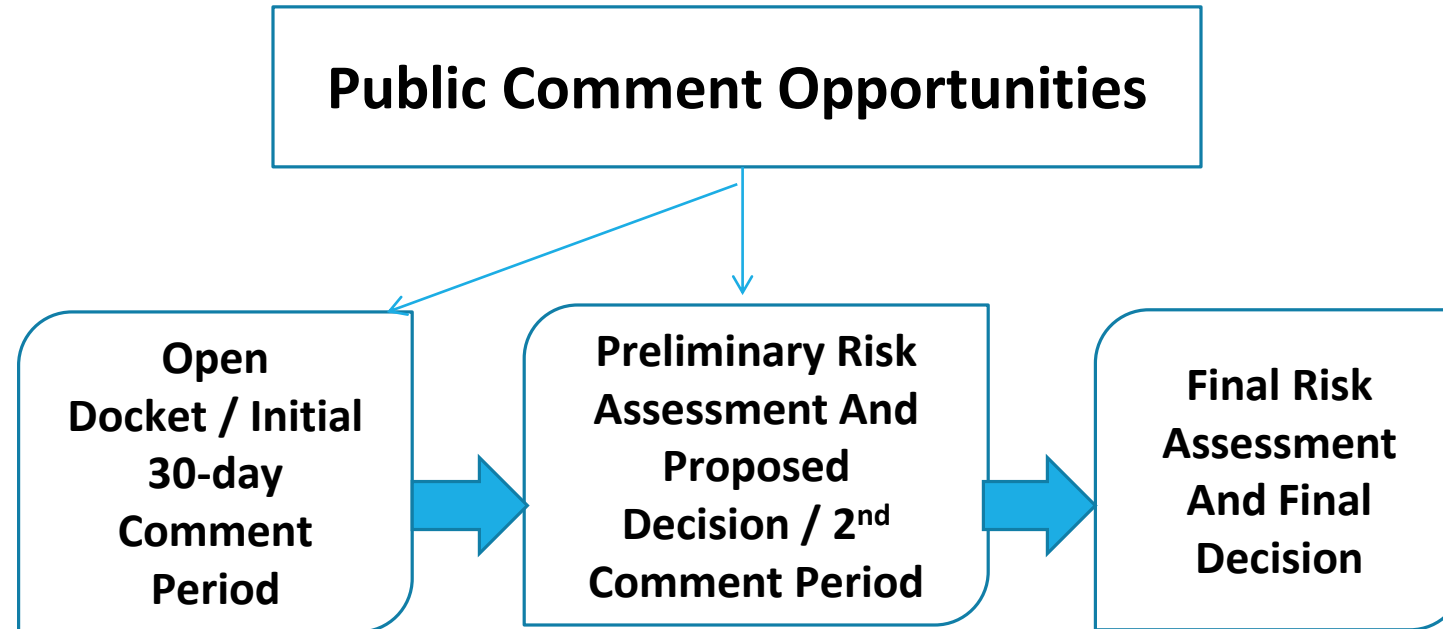 Public Comment Opportunities
Open
Docket / Initial
30-day
Comment
Period
Preliminary Risk
Assessment And
Proposed
Decision / 2nd
Comment Period
Final Risk
Assessment
And Final
Decision